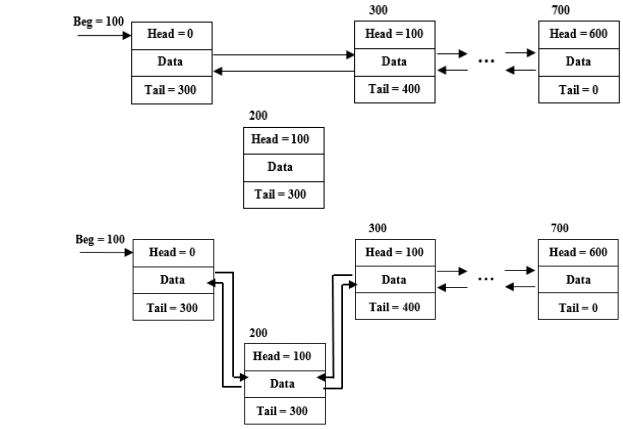 300 700
Beg = 100 Head = 0 Head = 100 Head = 600
Data Data ... Data
Tail = 300 Tail = 400 Tail = 0
200
Head = 100
Data
Tail = 300
300 700
Beg = 100 Head = 0 Head = 100 Head = 600
Data Data ... Data
Tail = 300 Tail = 400 Tail = 0
200
Head = 100
Data
Tail = 300